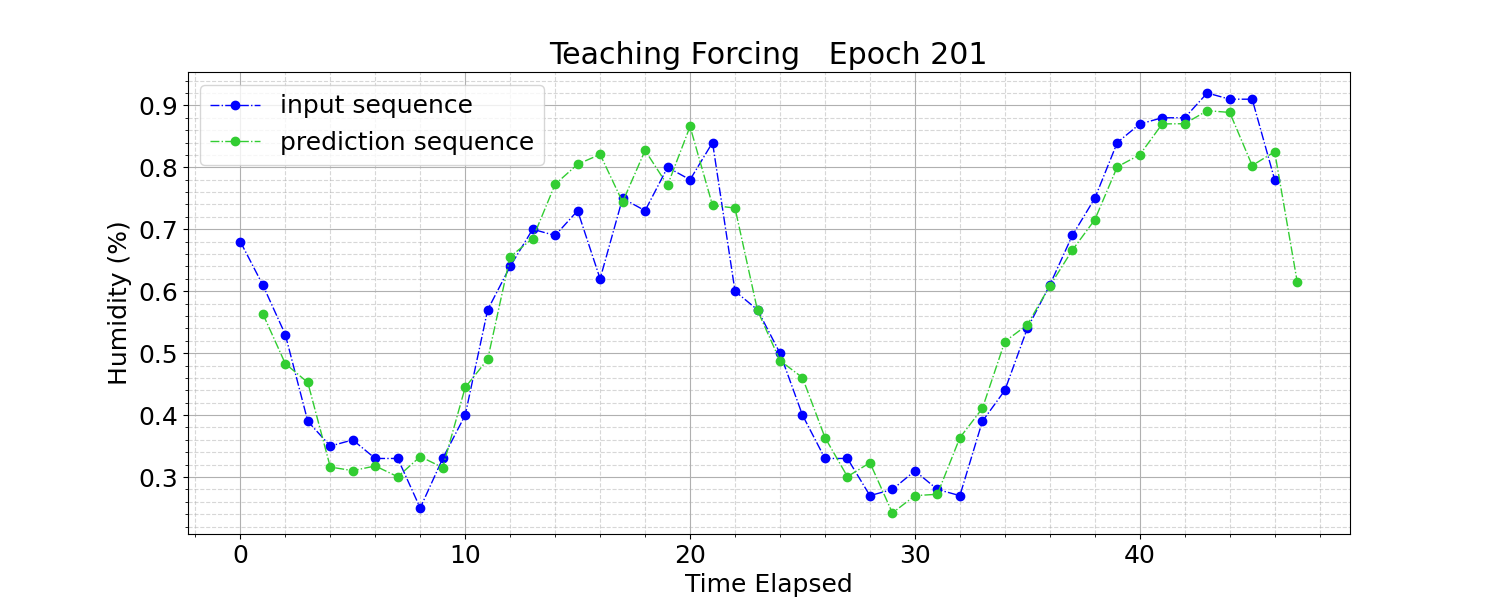 Teaching Forcing   Epoch 201
input sequence
prediction sequence
Humidity (%)
0.9
0.8
0.7
0.6
0.5
0.4
0.3
0 10 20 30 40
Time Elapsed